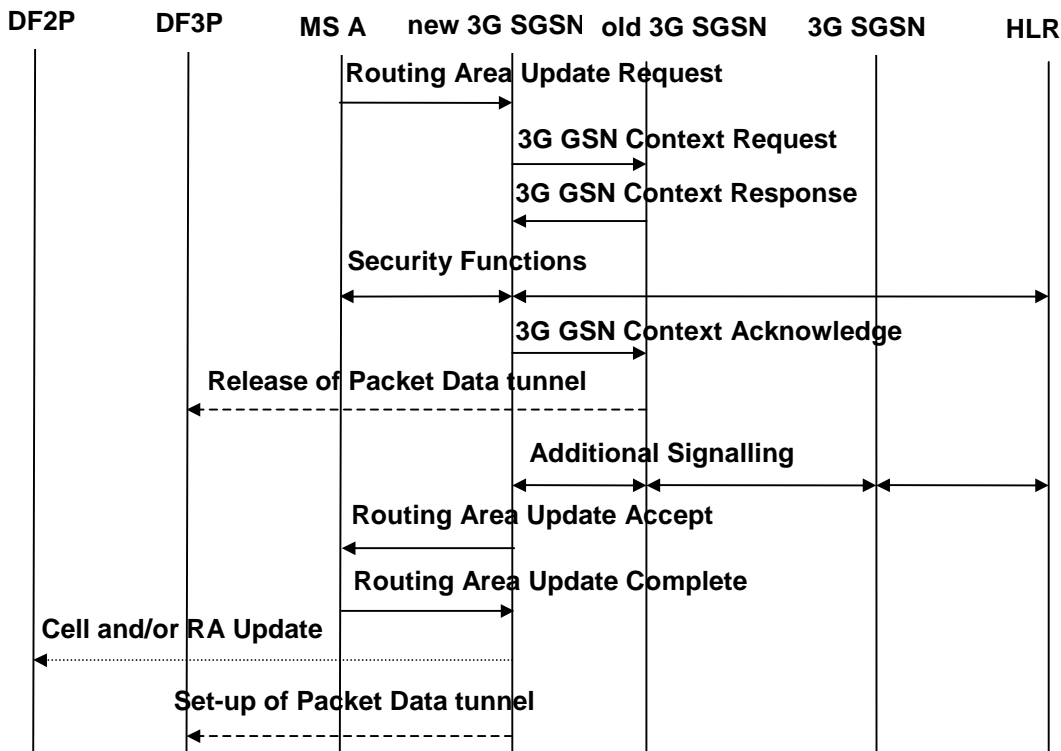 DF2P DF3P MS A new 3G SGSN old 3G SGSN 3G SGSN HLR
Routing Area Update Request
3G GSN Context Request
3G GSN Context Response
Security Functions
3G GSN Context Acknowledge
Release of Packet Data tunnel
Additional Signalling
Routing Area Update Accept
Routing Area Update Complete
Cell and/or RA Update
Set-up of Packet Data tunnel